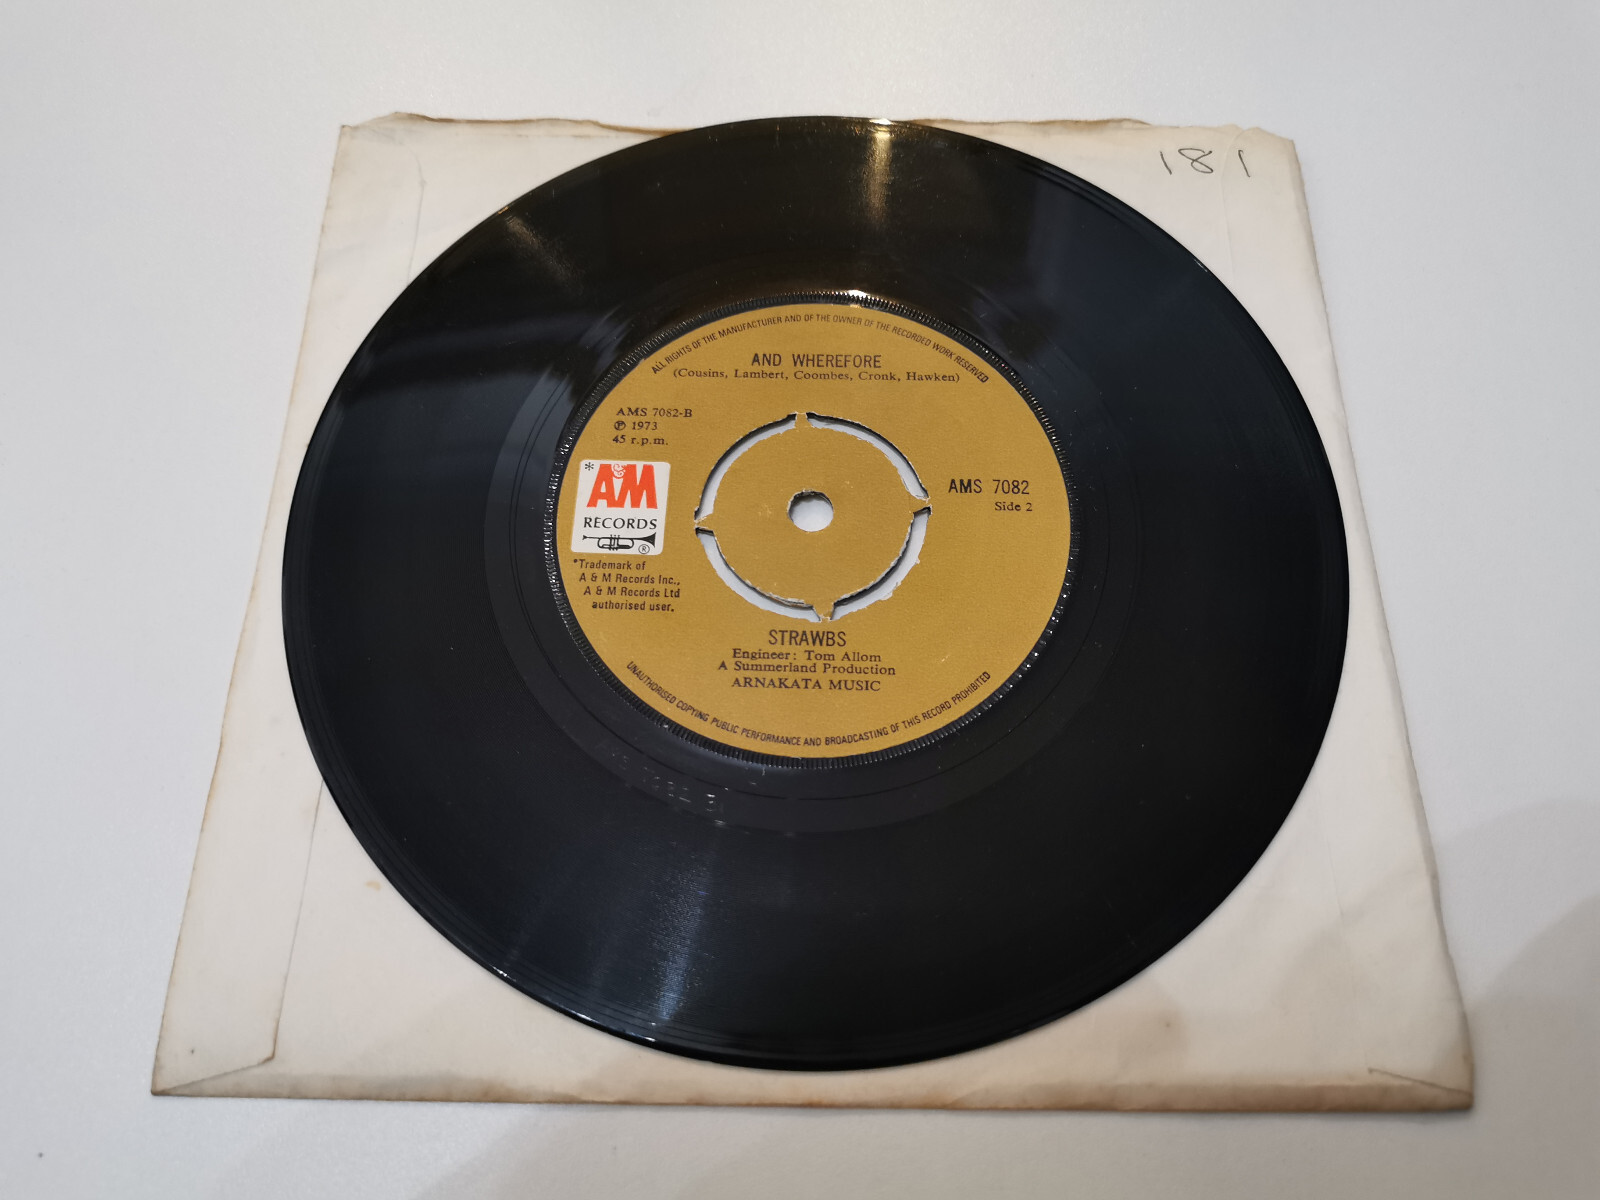 181
ALL RIGHTS OF THE MANUFACTURER AND OF THE OWNER OF THE RECORDED WORK RESERVED
AND WHEREFORE
(Cousins, Lambert, Coombes, Cronk, Hawken)
AMS 7082-B
℗ 1973
45 r.p.m.
AMS 7082
Side 2
* A&M
RECORDS
®
*Trademark of
A & M Records Inc.,
A & M Records Ltd
authorised user.
STRAWBS
Engineer: Tom Allom
A Summerland Production
ARNAKATA MUSIC
UNAUTHORISED COPYING PUBLIC PERFORMANCE AND BROADCASTING OF THIS RECORD PROHIBITED